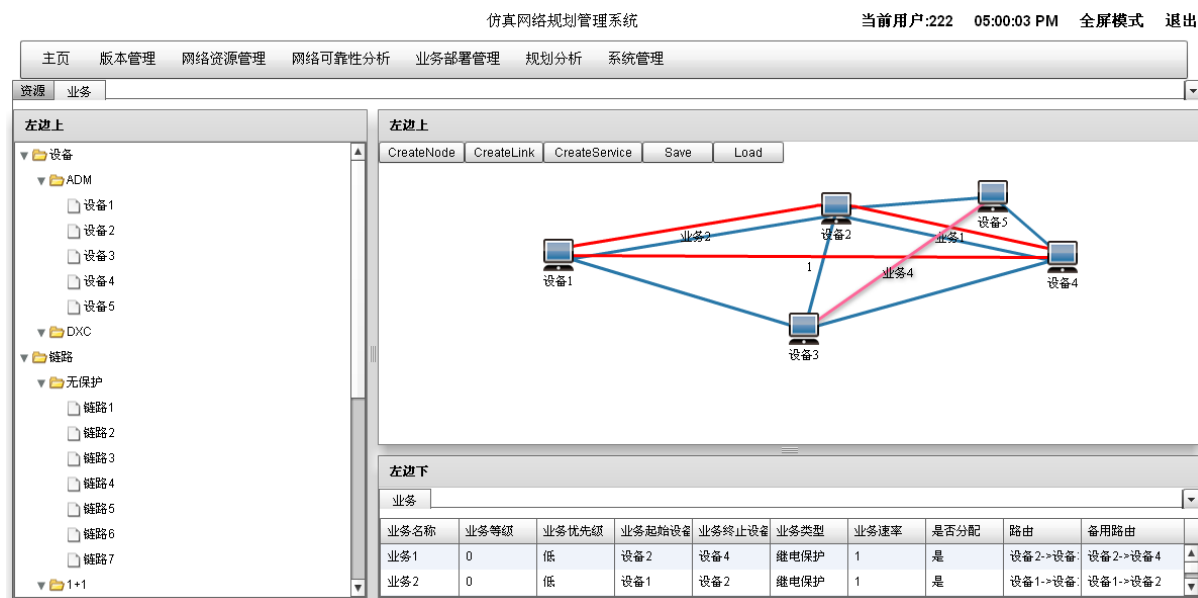 仿真网络规划管理系统
当前用户:222 05:00:03 PM 全屏模式 退出
主页 版本管理 网络资源管理 网络可靠性分析 业务部署管理 规划分析 系统管理
资源 业务
左边上
设备
ADM
设备1
设备2
设备3
设备4
设备5
DXC
链路
无保护
链路1
链路2
链路3
链路4
链路5
链路6
链路7
1+1
左边上
CreateNode CreateLink CreateService Save Load
设备5
业务2 设备2 业务1
1
业务4
设备1
设备4
设备3
左边下
业务
业务名称 业务等级 业务优先级 业务起始设备 业务终止设备 业务类型 业务速率 是否分配 路由 备用路由
业务1 0 低 设备2 设备4 继电保护 1 是 设备2->设备 设备2->设备4
业务2 0 低 设备1 设备2 继电保护 1 是 设备1->设备 设备1->设备2